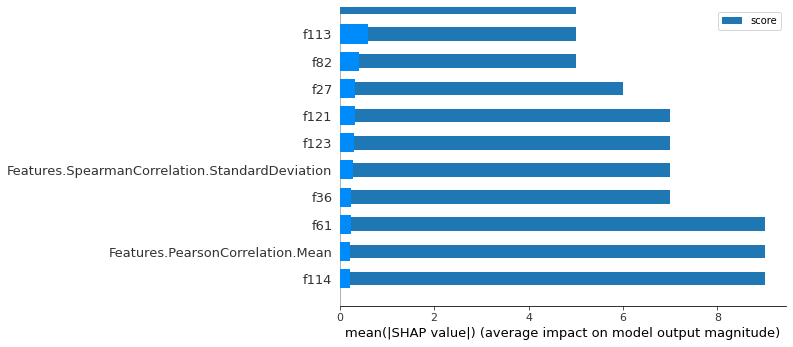 score
f113
f82
f27
f121
f123
Features.SpearmanCorrelation.StandardDeviation
f36
f61
Features.PearsonCorrelation.Mean
f114
0 2 4 6 8
mean(|SHAP value|) (average impact on model output magnitude)